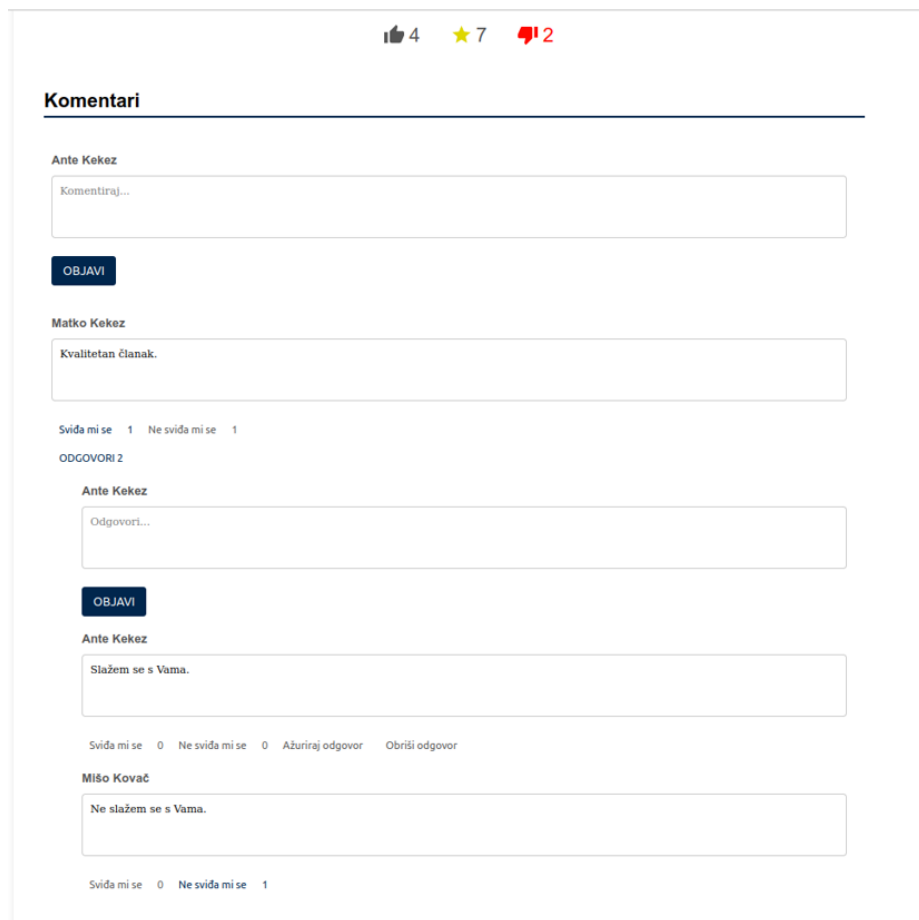 4 7 2
Komentari
Ante Kekez
Komentiraj...
OBJAVI
Matko Kekez
Kvalitetan članak.
Sviđa mi se 1 Ne sviđa mi se 1
ODGOVORI 2
Ante Kekez
Odgovori...
OBJAVI
Ante Kekez
Slažem se s Vama.
Sviđa mi se 0 Ne sviđa mi se 0 Ažuriraj odgovor Obriši odgovor
Mišo Kovač
Ne slažem se s Vama.
Sviđa mi se 0 Ne sviđa mi se 1